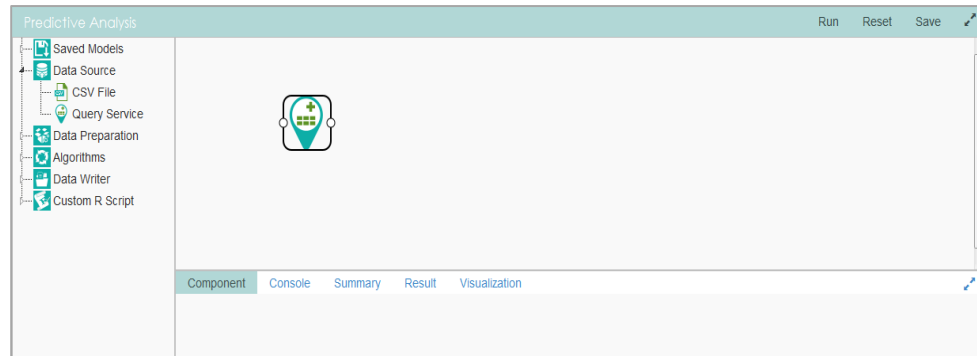 Predictive Analysis
Run Reset Save
Saved Models
Data Source
CSV File
Query Service
Data Preparation
Algorithms
Data Writer
Custom R Script
Component Console Summary Result Visualization